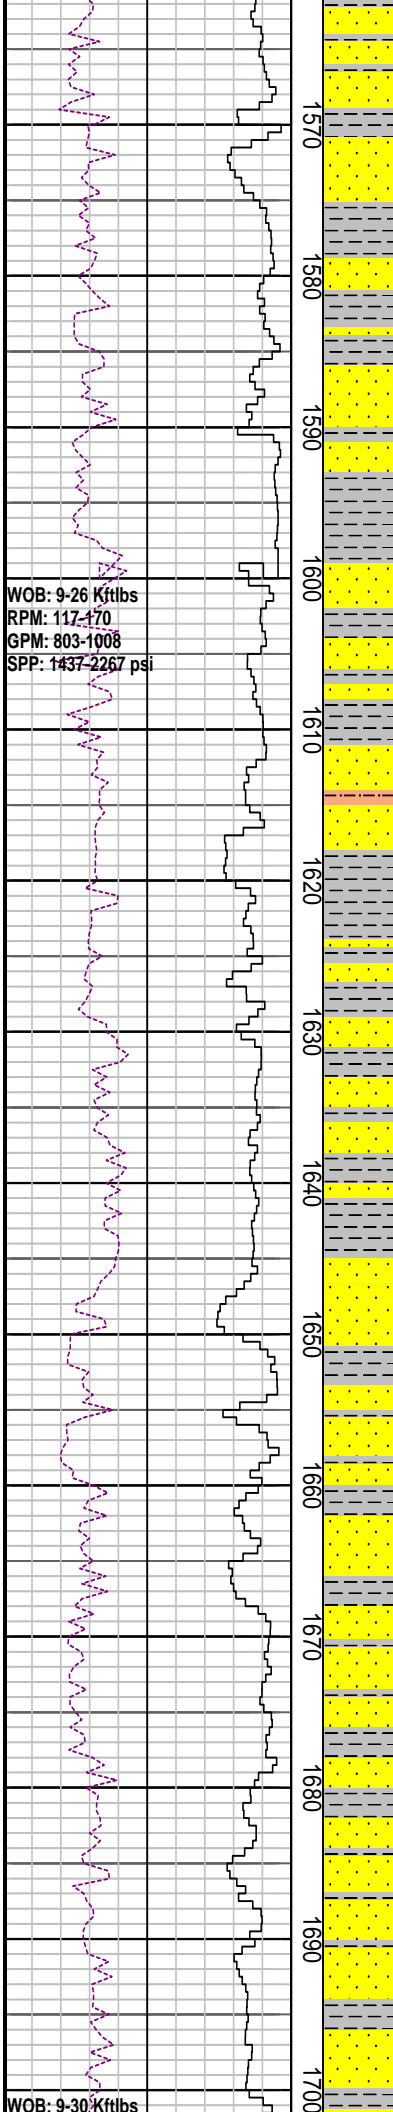 1570
1580
1590
1600
WOB: 9-26 Kftlbs
RPM: 117-170
GPM: 803-1008
SPP: 1437-2267 psi
1610
1620
1630
1640
1650
1660
1670
1680
1690
1700
WOB: 9-30 Kftlbs